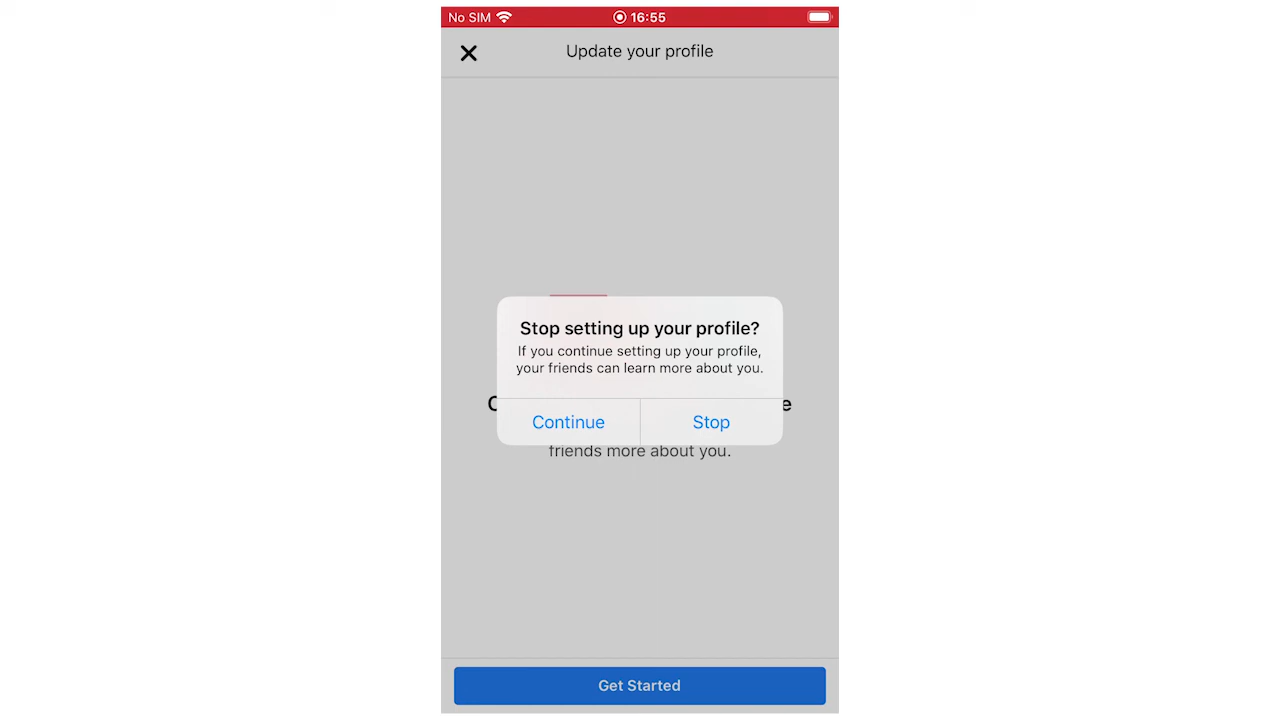 No SIM 16:55
Update your profile
Stop setting up your profile?
If you continue setting up your profile,
your friends can learn more about you.
Continue Stop
friends more about you.
Get Started